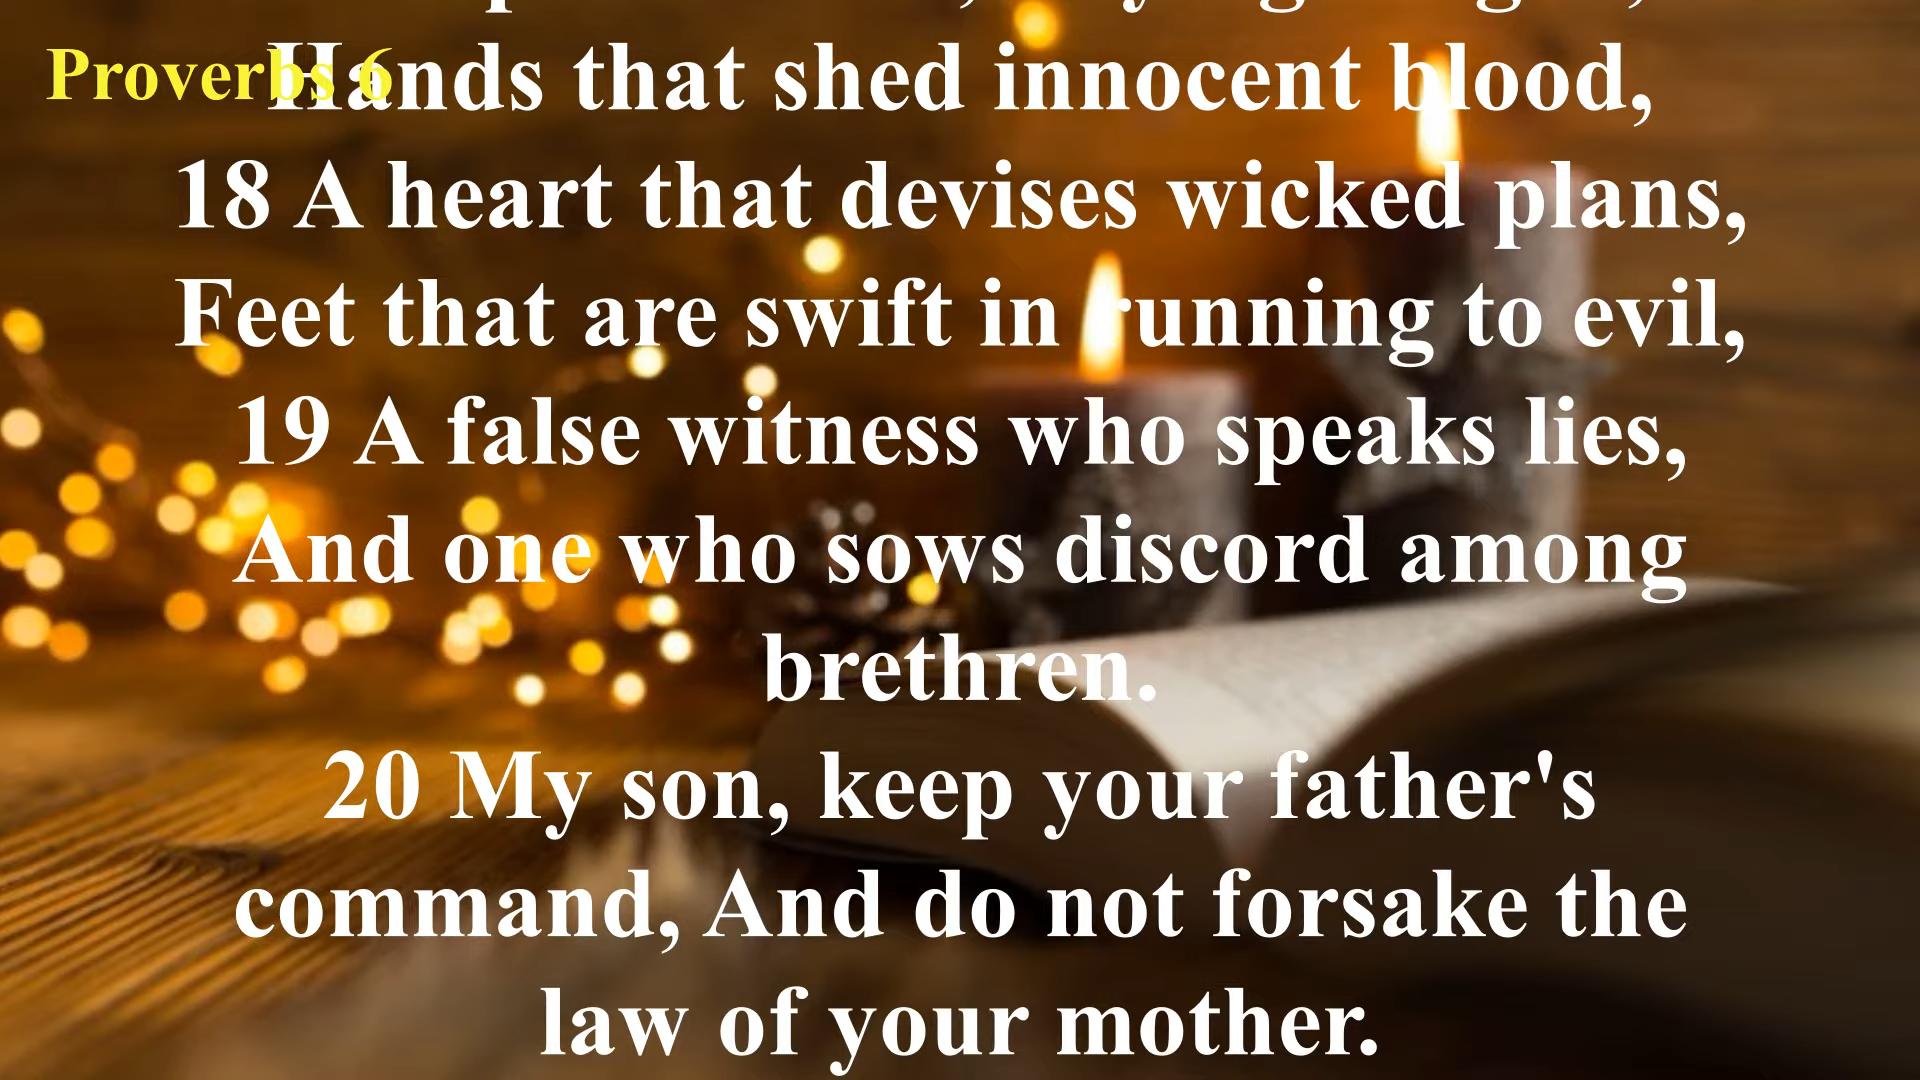 Proverbs 6
Hands that shed innocent blood,
18 A heart that devises wicked plans,
Feet that are swift in running to evil,
19 A false witness who speaks lies,
And one who sows discord among
brethren.
20 My son, keep your father's
command, And do not forsake the
law of your mother.